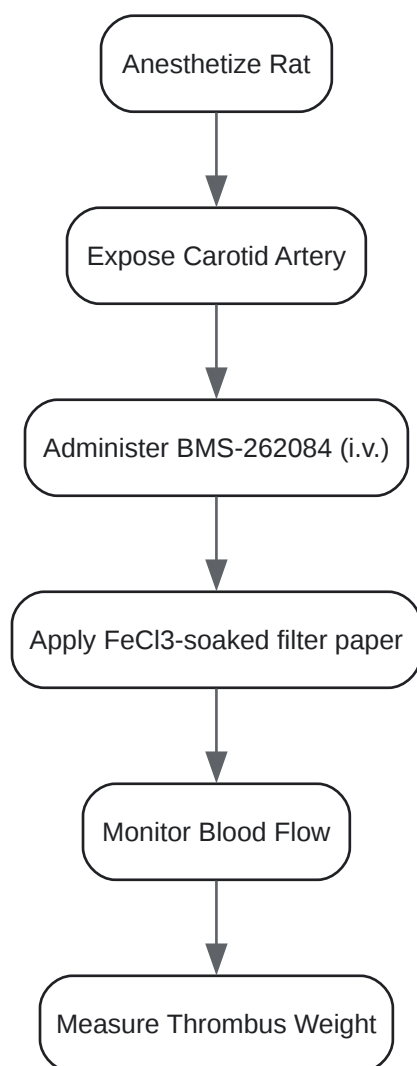 Anesthetize Rat
Expose Carotid Artery
Administer BMS-262084 (i.v.)
Apply FeCl3-soaked filter paper
Monitor Blood Flow
Measure Thrombus Weight